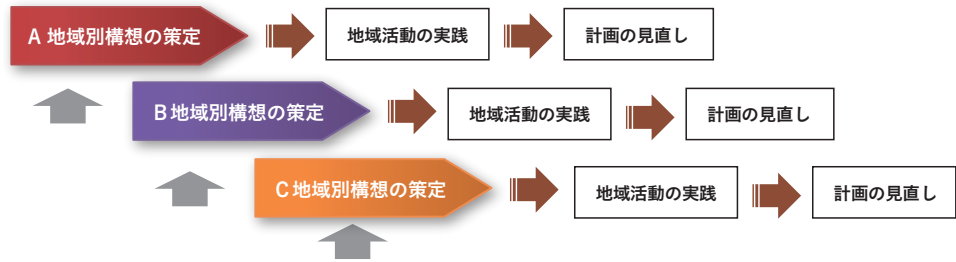 A 地域別構想の策定
地域活動の実践
計画の見直し
B地域別構想の策定
地域活動の実践
計画の見直し
C地域別構想の策定
地域活動の実践
計画の見直し